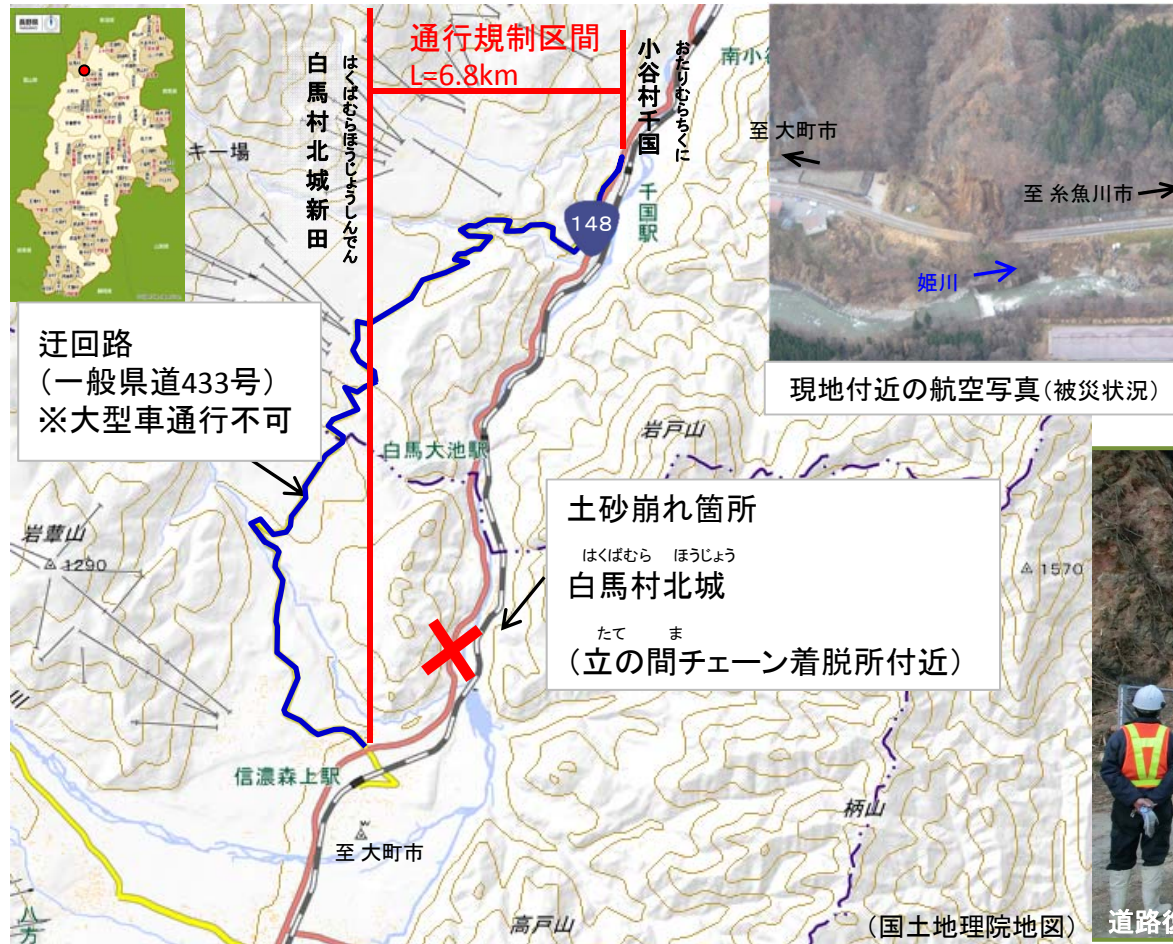 長野県
通行規制区間
L=6.8km
はくばむらほうじょうしんでん
白馬村北城新田
おたりむらちくに
小谷村千国
南小
キー場
至 大町市
至 糸魚川市
姫川
現地付近の航空写真(被災状況)
148
千国駅
迂回路
(一般県道433号)
※大型車通行不可
白馬大池駅
岩戸山
土砂崩れ箇所
はくばむら ほうじょう
白馬村北城
たて ま
(立の間チェーン着脱所付近)
岩蕈山
1290
1570
信濃森上駅
至 大町市
柄山
高戸山
八方
(国土地理院地図)
道路